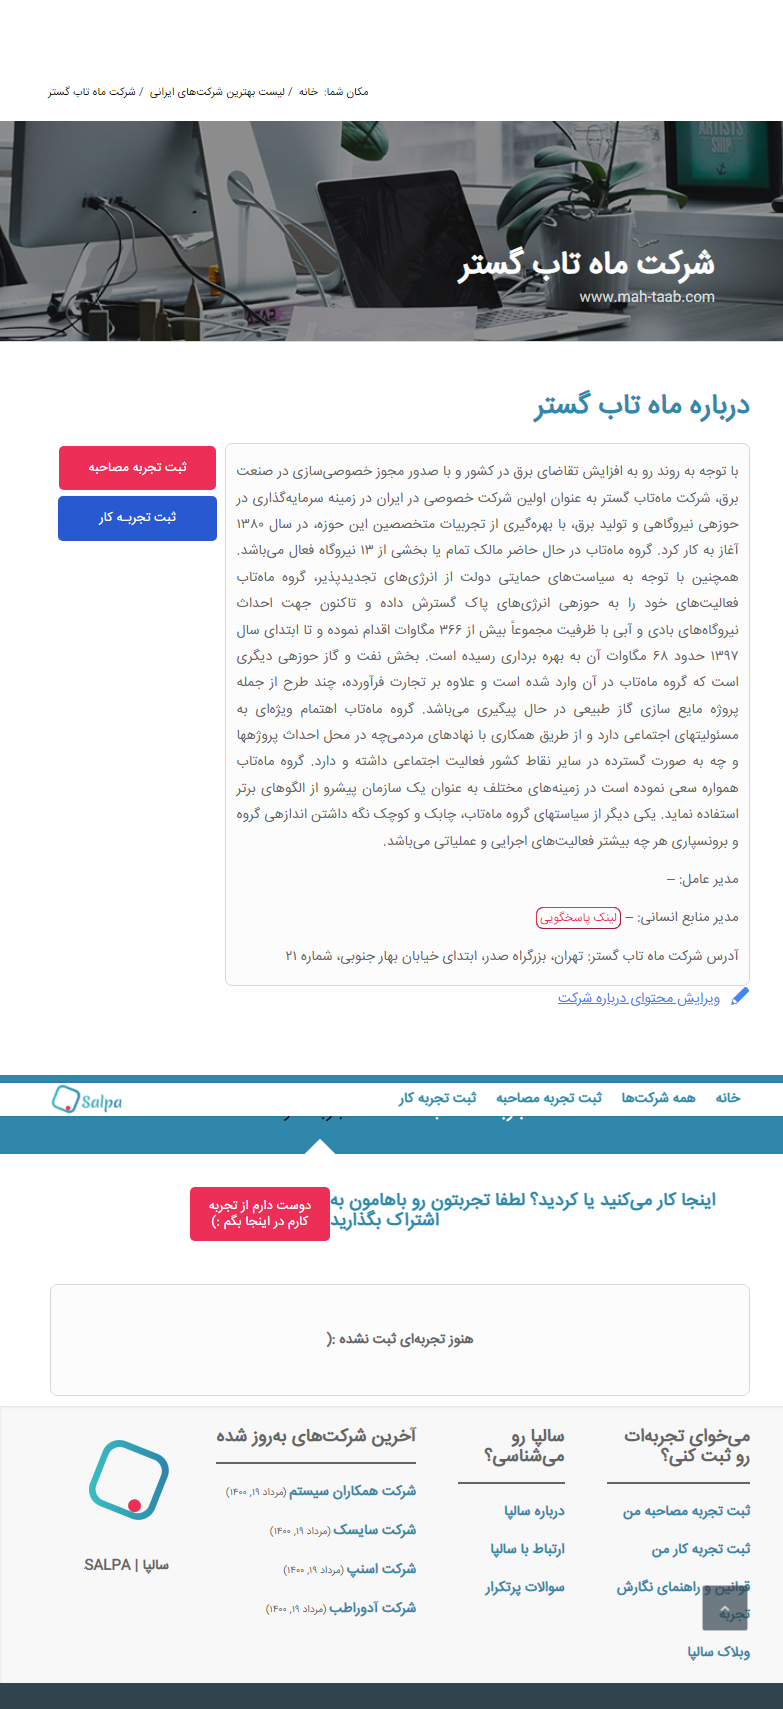 مکان شما: خانه / لیست بهترین شرکت‌های ایرانی / شرکت ماه تاب گستر
ARTISTS
SHIP
شرکت ماه تاب گستر
www.mah-taab.com
درباره ماه تاب گستر
ثبت تجربه مصاحبه
ثبت تجربـه کار
با توجه به روند رو به افزایش تقاضای برق در کشور و با صدور مجوز خصوصی‌سازی در صنعت
برق، شرکت ماه‌تاب گستر به عنوان اولین شرکت خصوصی در ایران در زمینه سرمایه‌گذاری در
حوزهی نیروگاهی و تولید برق، با بهره‌گیری از تجربیات متخصصین این حوزه، در سال ۱۳۸۰
آغاز به کار کرد. گروه ماه‌تاب در حال حاضر مالک تمام یا بخشی از ۱۳ نیروگاه فعال می‌باشد.
همچنین با توجه به سیاست‌های حمایتی دولت از انرژی‌های تجدیدپذیر، گروه ماه‌تاب
فعالیت‌های خود را به حوزهی انرژی‌های پاک گسترش داده و تاکنون جهت احداث
نیروگاه‌های بادی و آبی با ظرفیت مجموعاً بیش از ۳۶۶ مگاوات اقدام نموده و تا ابتدای سال
۱۳۹۷ حدود ۶۸ مگاوات آن به بهره برداری رسیده است. بخش نفت و گاز حوزهی دیگری
است که گروه ماه‌تاب در آن وارد شده است و علاوه بر تجارت فرآورده، چند طرح از جمله
پروژه مایع سازی گاز طبیعی در حال پیگیری می‌باشد. گروه ماه‌تاب اهتمام ویژه‌ای به
مسئولیتهای اجتماعی دارد و از طریق همکاری با نهادهای مردمی‌چه در محل احداث پروژهها
و چه به صورت گسترده در سایر نقاط کشور فعالیت اجتماعی داشته و دارد. گروه ماه‌تاب
همواره سعی نموده است در زمینه‌های مختلف به عنوان یک سازمان پیشرو از الگوهای برتر
استفاده نماید. یکی دیگر از سیاستهای گروه ماه‌تاب، چابک و کوچک نگه داشتن اندازهی گروه
و برونسپاری هر چه بیشتر فعالیت‌های اجرایی و عملیاتی می‌باشد.
مدیر عامل: –
مدیر منابع انسانی: – لینک پاسخگویی
آدرس شرکت ماه تاب گستر: تهران، بزرگراه صدر، ابتدای خیابان بهار جنوبی، شماره ۲۱
ویرایش محتوای درباره شرکت
خانه همه شرکت‌ها ثبت تجربه مصاحبه ثبت تجربه کار
Salpa
اینجا کار می‌کنید یا کردید؟ لطفا تجربتون رو باهامون به
اشتراک بگذارید
دوست دارم از تجربه
کارم در اینجا بگم :)
هنوز تجربه‌ای ثبت نشده :(
می‌خوای تجربه‌ات
رو ثبت کنی؟
ثبت تجربه مصاحبه من
ثبت تجربه کار من
قوانین و راهنمای نگارش
تجربه
وبلاگ سالپا
سالپا رو
می‌شناسی؟
درباره سالپا
ارتباط با سالپا
سوالات پرتکرار
آخرین شرکت‌های به‌روز شده
شرکت همکاران سیستم (مرداد ۱۹, ۱۴۰۰)
شرکت سایسک (مرداد ۱۹, ۱۴۰۰)
شرکت اسنپ (مرداد ۱۹, ۱۴۰۰)
شرکت آدوراطب (مرداد ۱۹, ۱۴۰۰)
سالپا | SALPA